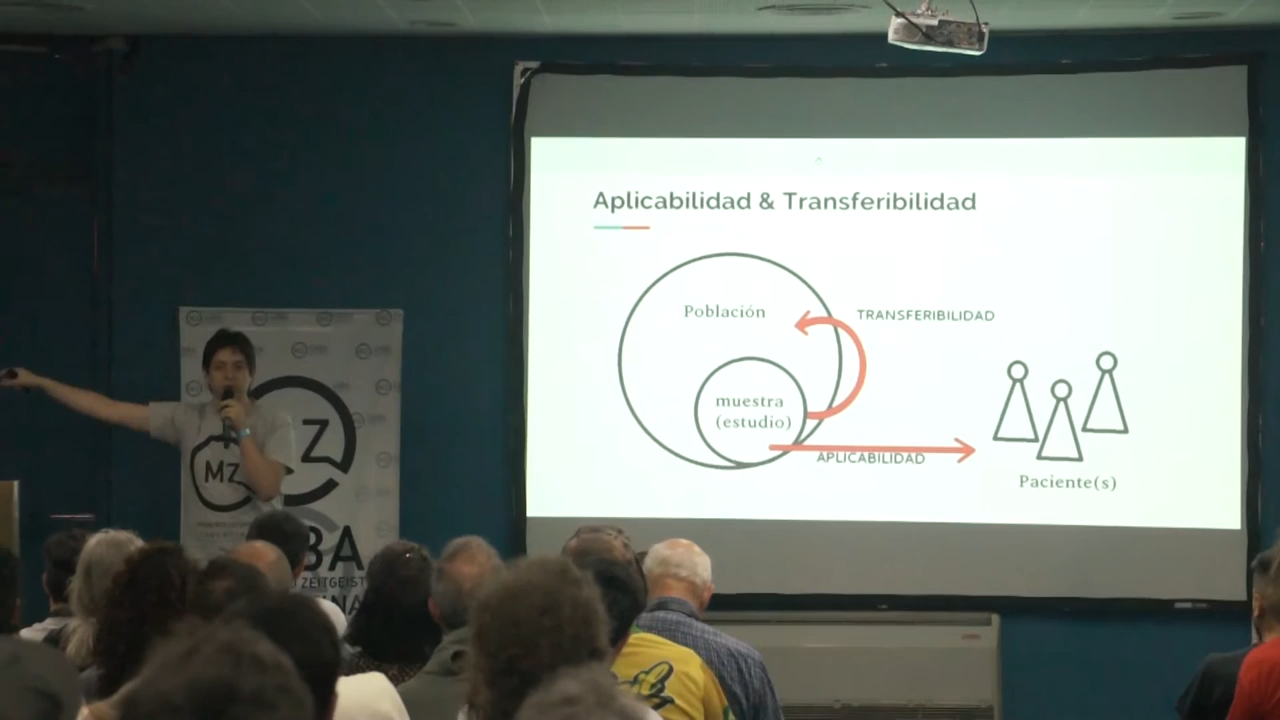 Aplicabilidad & Transferibilidad
Población
TRANSFERIBILIDAD
muestra
(estudio)
APLICABILIDAD
Paciente(s)
MZ
Z
BA
ZEITGEIST